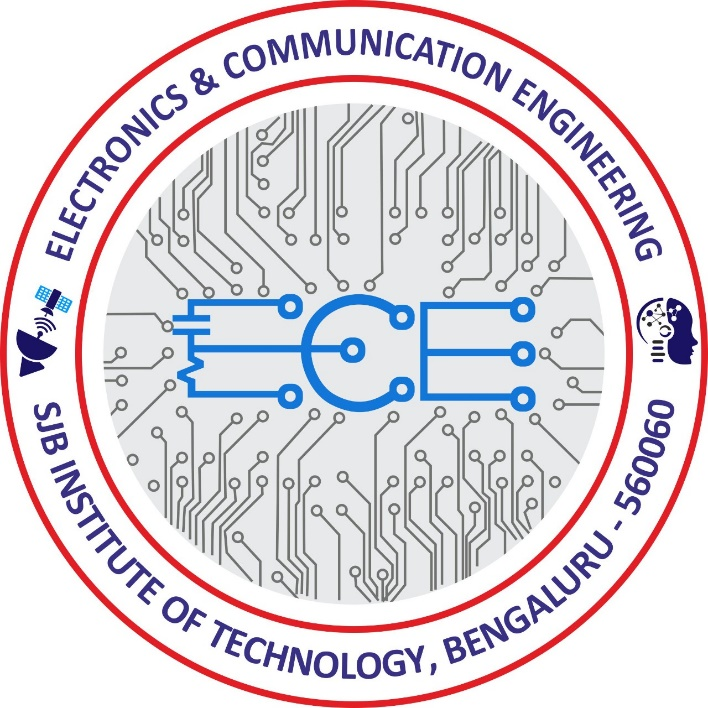 ELECTRONICS & COMMUNICATION ENGINEERING
ECE
SJB INSTITUTE OF TECHNOLOGY, BENGALURU - 560060